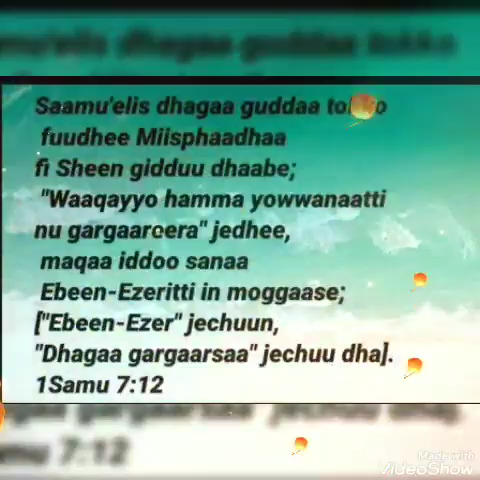 Saamu'elis dhagaa guddaa tokko
fuudhee Miisphaadhaa
fi Sheen gidduu dhaabe;
"Waaqayyo hamma yowwanaatti
nu gargaareera" jedhee,
maqaa iddoo sanaa
Ebeen-Ezeritti in moggaase;
["Ebeen-Ezer" jechuun,
"Dhagaa gargaarsaa" jechuu dha].
1Samu 7:12
Made with
VideoShow